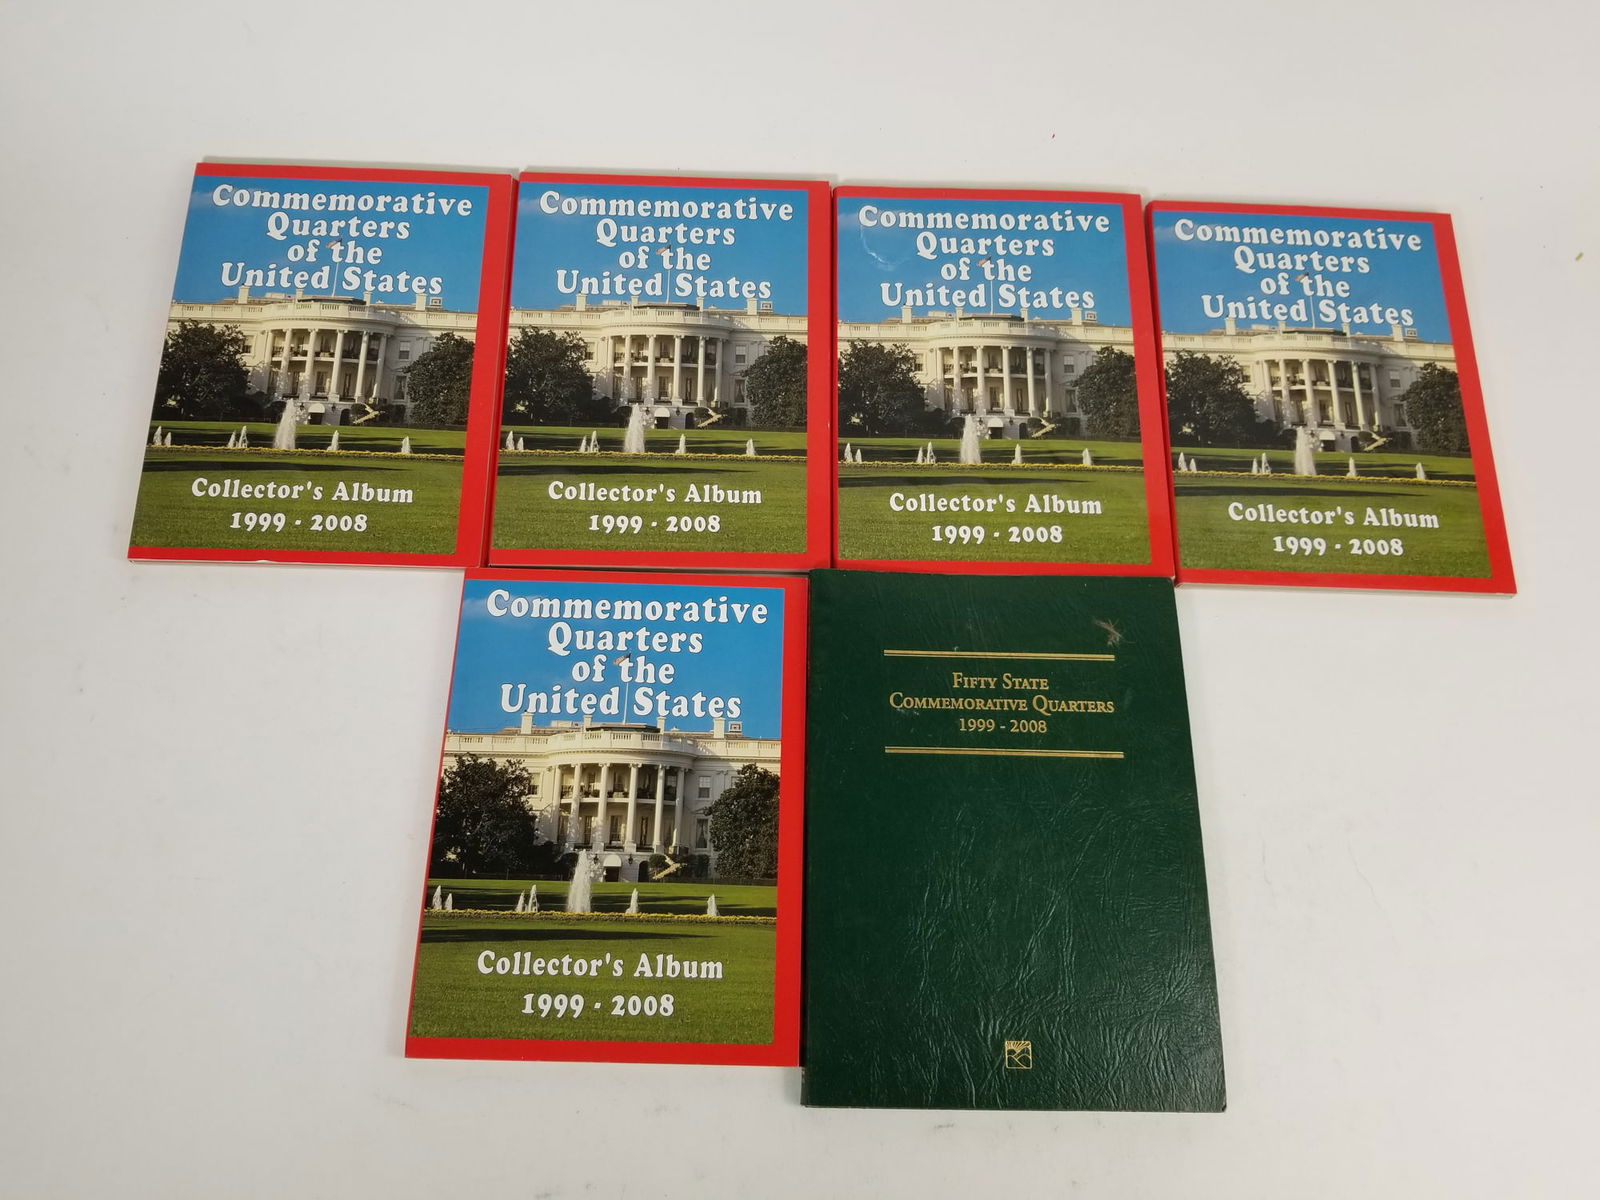 Commemorative
Quarters
of the
United States
Collector's Album
1999 - 2008
Commemorative
Quarters
of the
United States
Collector's Album
1999 - 2008
Commemorative
Quarters
of the
United States
Collector's Album
1999 - 2008
Commemorative
Quarters
of the
United States
Collector's Album
1999 - 2008
Commemorative
Quarters
of the
United States
Collector's Album
1999 - 2008
FIFTY STATE
COMMEMORATIVE QUARTERS
1999 - 2008